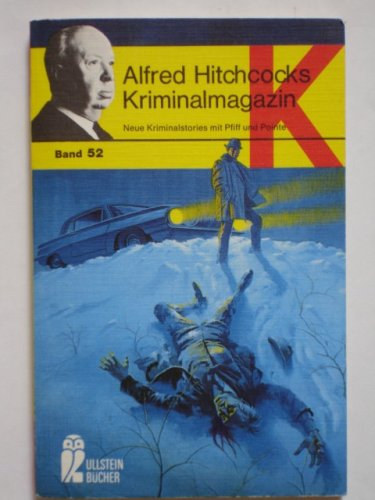 Alfred Hitchcocks
Kriminalmagazin
K
Neue Kriminalstories mit Pfiff und Pointe
Band 52
ULLSTEIN
BÜCHER